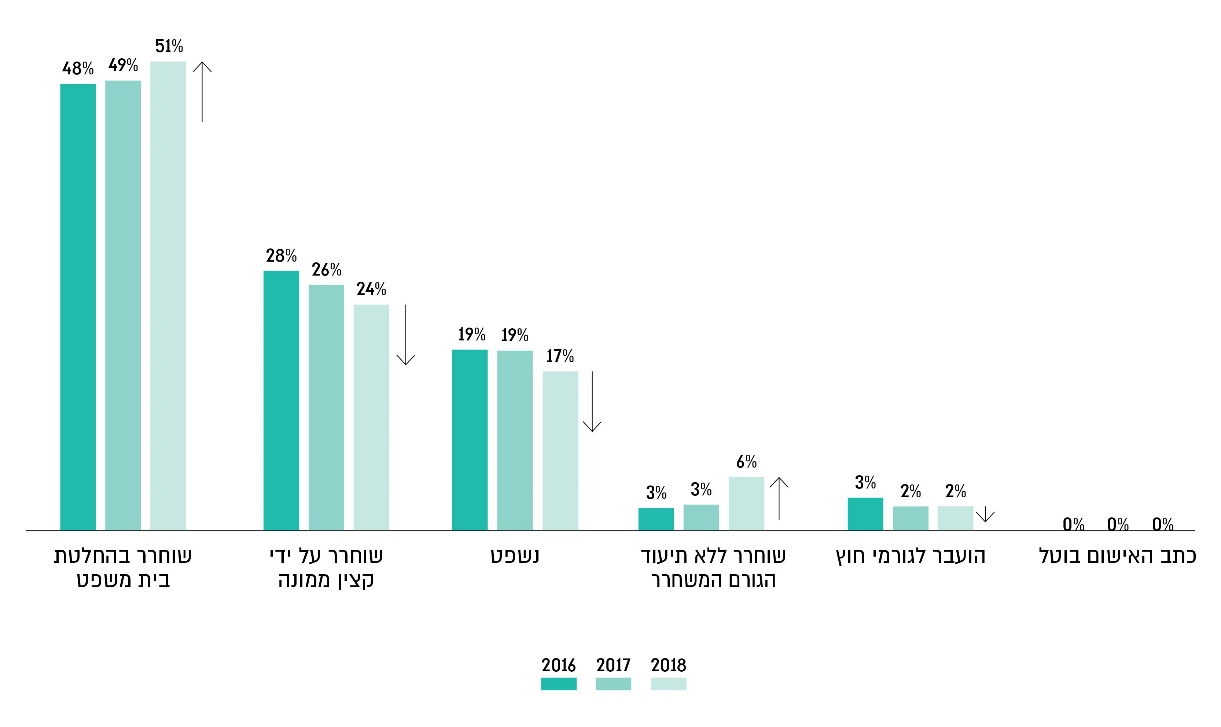 48% 49% 51%
28% 26% 24%
19% 19% 17%
3% 3% 6%
3% 2% 2%
0% 0% 0%
שוחרר בהחלטת
בית משפט
שוחרר על ידי
קצין ממונה
נשפט
שוחרר ללא תיעוד
הגורם המשחרר
הועבר לגורמי חוץ
כתב האישום בוטל
2016 2017 2018